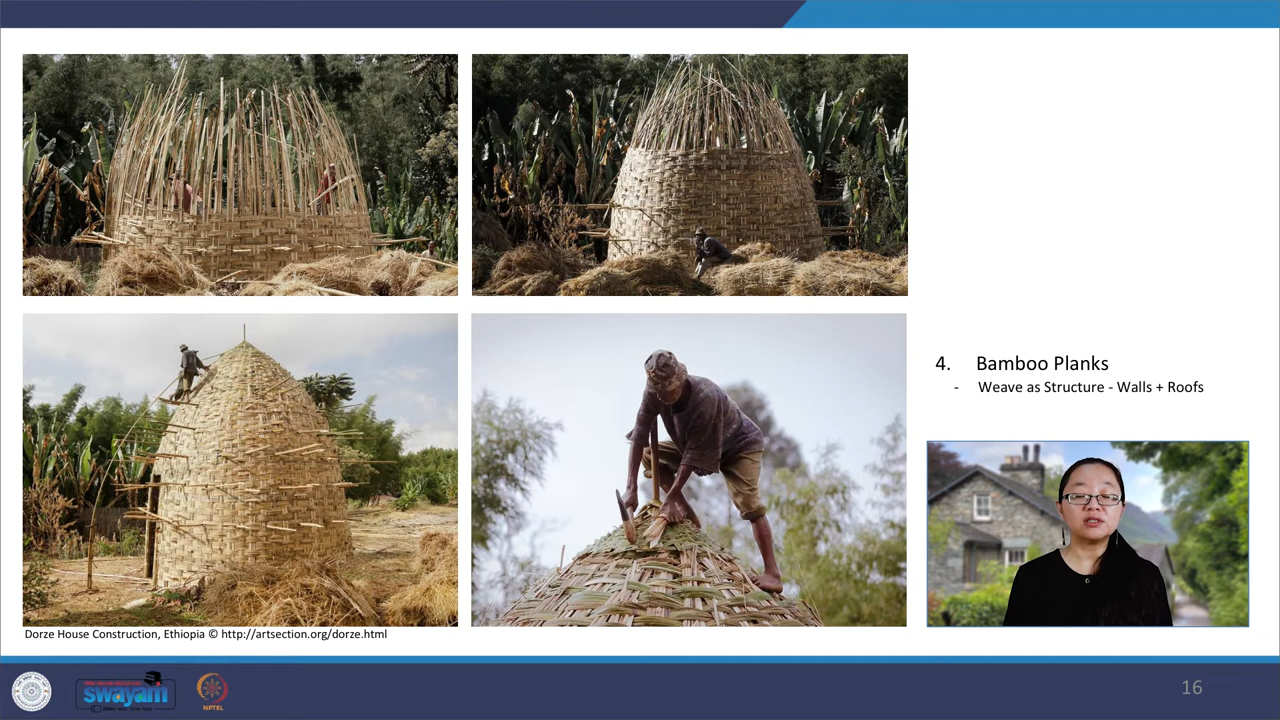 4. Bamboo Planks
- Weave as Structure - Walls + Roofs
Dorze House Construction, Ethiopia © http://artsection.org/dorze.html
swayam
NPTEL
16